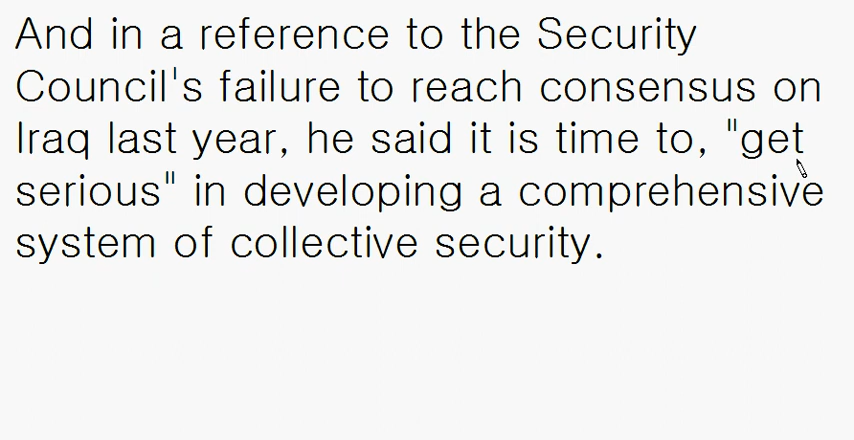 And in a reference to the Security
Council's failure to reach consensus on
Iraq last year, he said it is time to, "get
serious" in developing a comprehensive
system of collective security.